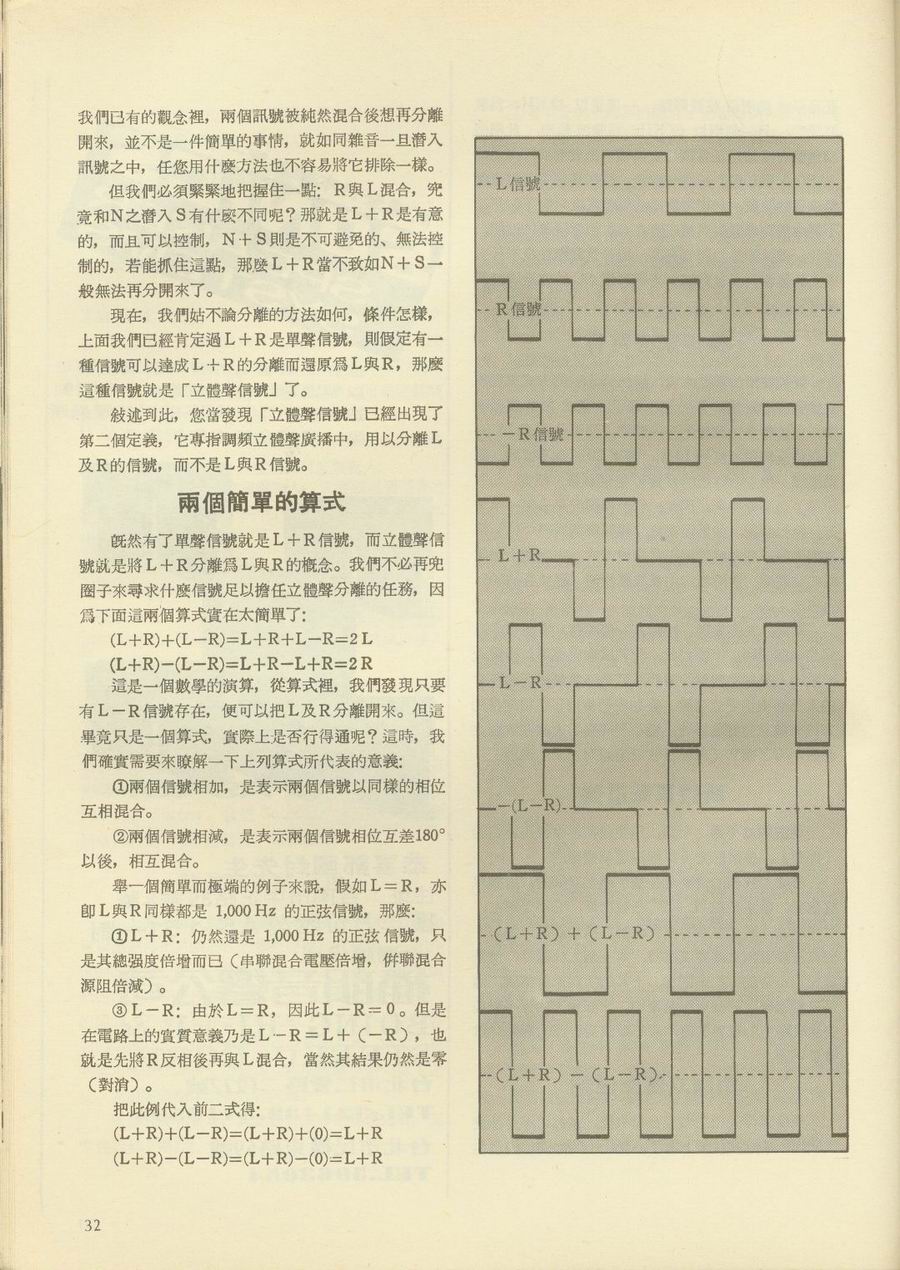 我們已有的觀念裡，兩個訊號被純然混合後想再分離
開來，並不是一件簡單的事情，就如同雜音一旦潛入
訊號之中，任您用什麼方法也不容易將它排除一樣。
但我們必須緊緊地把握住一點：R與L混合，究
竟和N之潛入S有什麼不同呢？那就是L＋R是有意
的，而且可以控制，N＋S則是不可避免的、無法控
制的，若能抓住這點，那麼L＋R當不致如N＋S一
般無法再分開來了。
現在，我們姑不論分離的方法如何，條件怎樣，
上面我們已經肯定過L＋R是單聲信號，則假定有一
種信號可以達成L＋R的分離而還原爲L與R，那麼
這種信號就是「立體聲信號」了。
敍述到此，您當發現「立體聲信號」已經出現了
第二個定義，它專指調頻立體聲廣播中，用以分離L
及R的信號，而不是L與R信號。
兩個簡單的算式
旣然有了單聲信號就是L＋R信號，而立體聲信
號就是將L＋R分離爲L與R的槪念。我們不必再兜
圈子來尋求什麼信號足以擔任立體聲分離的任務，因
爲下面這兩個算式實在太簡單了：
(L+R)+(L−R)=L+R+L−R=2L
(L+R)−(L−R)=L+R−L+R=2R
這是一個數學的演算，從算式裡，我們發現只要
有L－R信號存在，便可以把L及R分離開來。但這
畢竟只是一個算式，實際上是否行得通呢？這時，我
們確實需要來瞭解一下上列算式所代表的意義：
①兩個信號相加，是表示兩個信號以同樣的相位
互相混合。
②兩個信號相減，是表示兩個信號相位互差180°
以後，相互混合。
舉一個簡單而極端的例子來說，假如L＝R，亦
卽L與R同樣都是 1,000 Hz 的正弦信號，那麼：
①L＋R：仍然還是 1,000 Hz 的正弦信號，只
是其總强度倍增而已（串聯混合電壓倍增，倂聯混合
源阻倍減）。
③L－R：由於L＝R，因此L－R＝0。但是
在電路上的實質意義乃是L－R＝L＋（－R），也
就是先將R反相後再與L混合，當然其結果仍然是零
（對消）。
把此例代入前二式得：
(L+R)+(L−R)=(L+R)+(0)=L+R
(L+R)−(L−R)=(L+R)−(0)=L+R
32
L信號
R信號
－R信號
L＋R
L－R
－(L－R)
(L＋R)＋(L－R)
(L＋R)－(L－R)